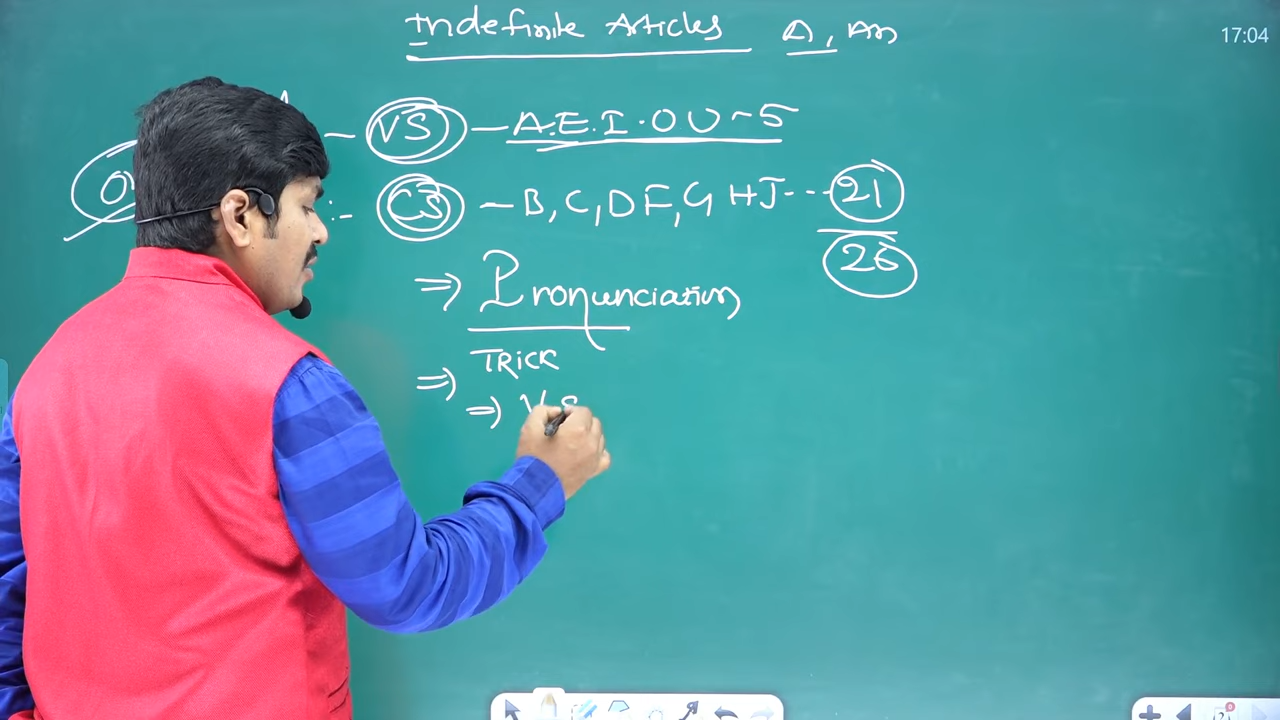 Indefinite Articles A, An
17:04
– VS – A.E.I.O U – 5
:- CS – B, C, D F, G H J --- 21
26
⇒ Pronunciation
⇒ TRICK
⇒ V.S